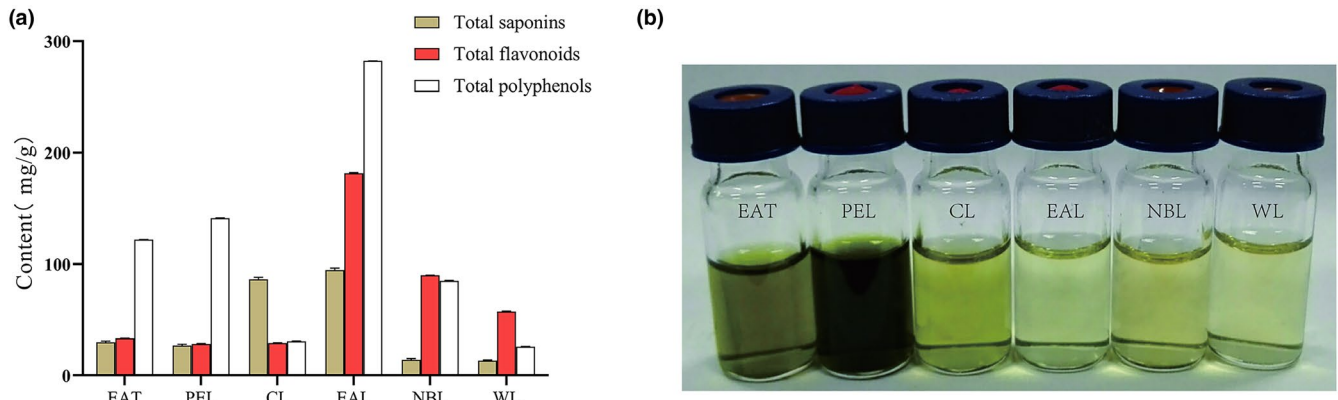 (a)
Total saponins
Total flavonoids
Total polyphenols
Content( mg/g)
300
200
100
0
EAT PEL CL EAL NBL WL
(b)
EAT PEL CL EAL NBL WL